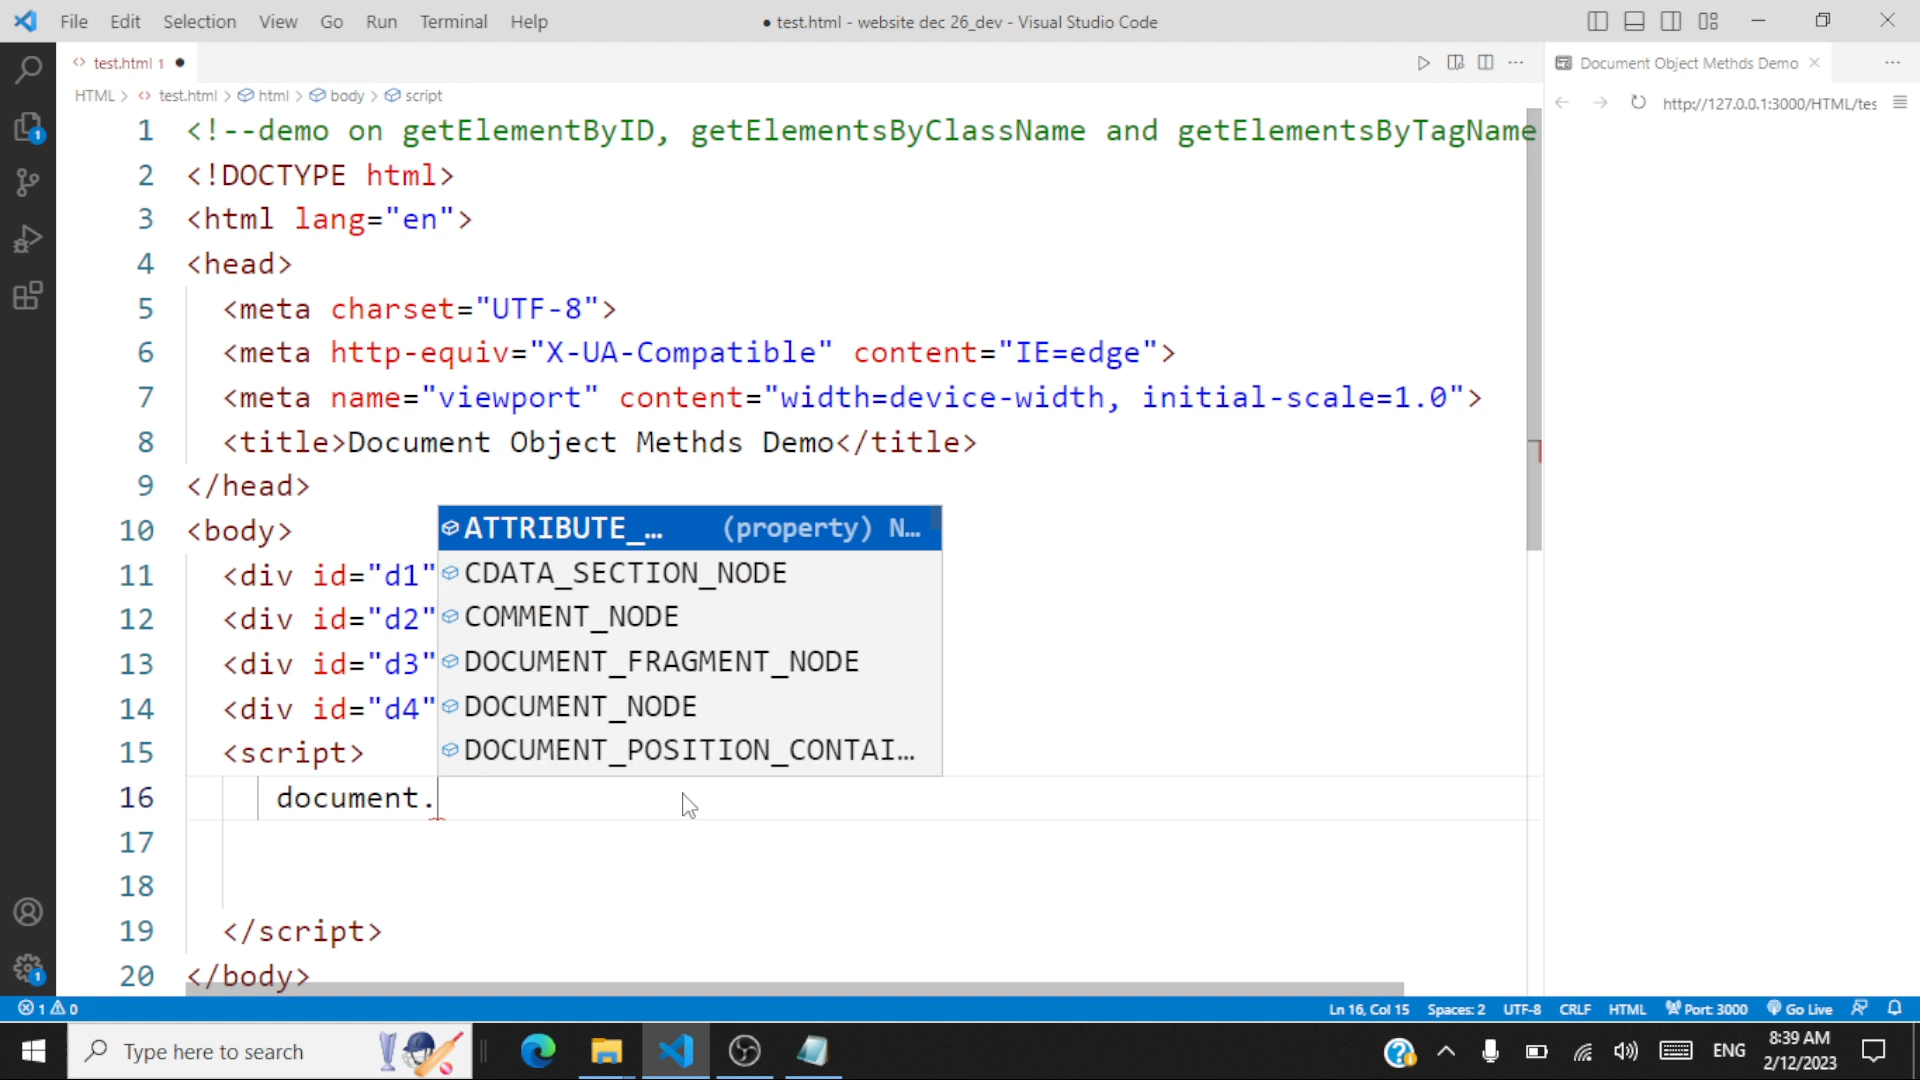 File Edit Selection View Go Run Terminal Help
● test.html - website dec 26_dev - Visual Studio Code
test.html 1 ●
Document Object Methds Demo
HTML > test.html > html > body > script
http://127.0.0.1:3000/HTML/tes
1 <!--demo on getElementByID, getElementsByClassName and getElementsByTagName
2 <!DOCTYPE html>
3 <html lang="en">
4 <head>
5 <meta charset="UTF-8">
6 <meta http-equiv="X-UA-Compatible" content="IE=edge">
7 <meta name="viewport" content="width=device-width, initial-scale=1.0">
8 <title>Document Object Methds Demo</title>
9 </head>
10 <body>
11 <div id="d1"
12 <div id="d2"
13 <div id="d3"
14 <div id="d4"
15 <script>
16 document.
17
18
19 </script>
20 </body>
ATTRIBUTE_… (property) N…
CDATA_SECTION_NODE
COMMENT_NODE
DOCUMENT_FRAGMENT_NODE
DOCUMENT_NODE
DOCUMENT_POSITION_CONTAI…
1
1
1 0
Ln 16, Col 15 Spaces: 2 UTF-8 CRLF HTML Port: 3000 Go Live
Type here to search
ENG
8:39 AM
2/12/2023